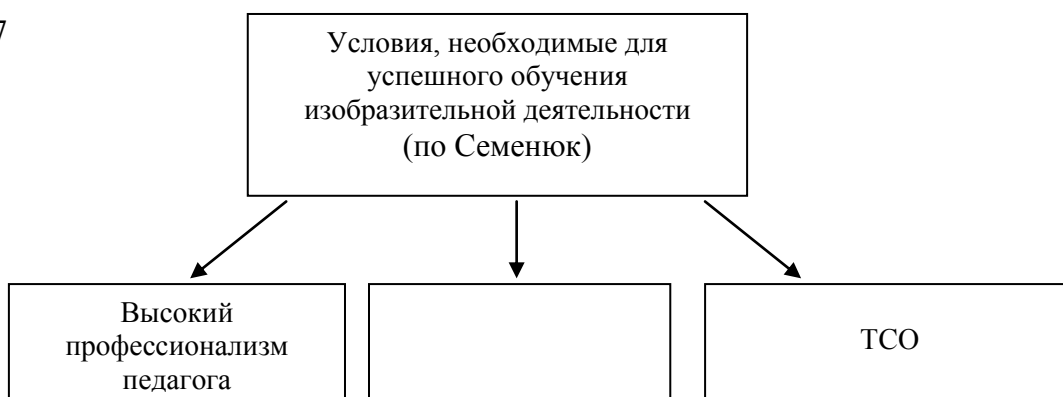 7
Условия, необходимые для
успешного обучения
изобразительной деятельности
(по Семенюк)
Высокий
профессионализм
педагога
ТСО